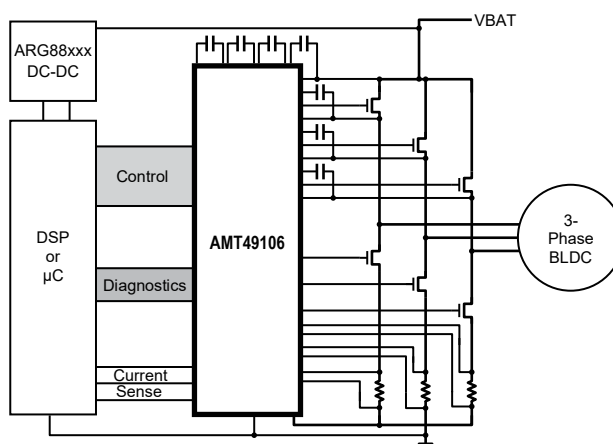 VBAT
ARG88xxx
DC-DC
Control
DSP
or
µC
AMT49106
3-
Phase
BLDC
Diagnostics
Current
Sense